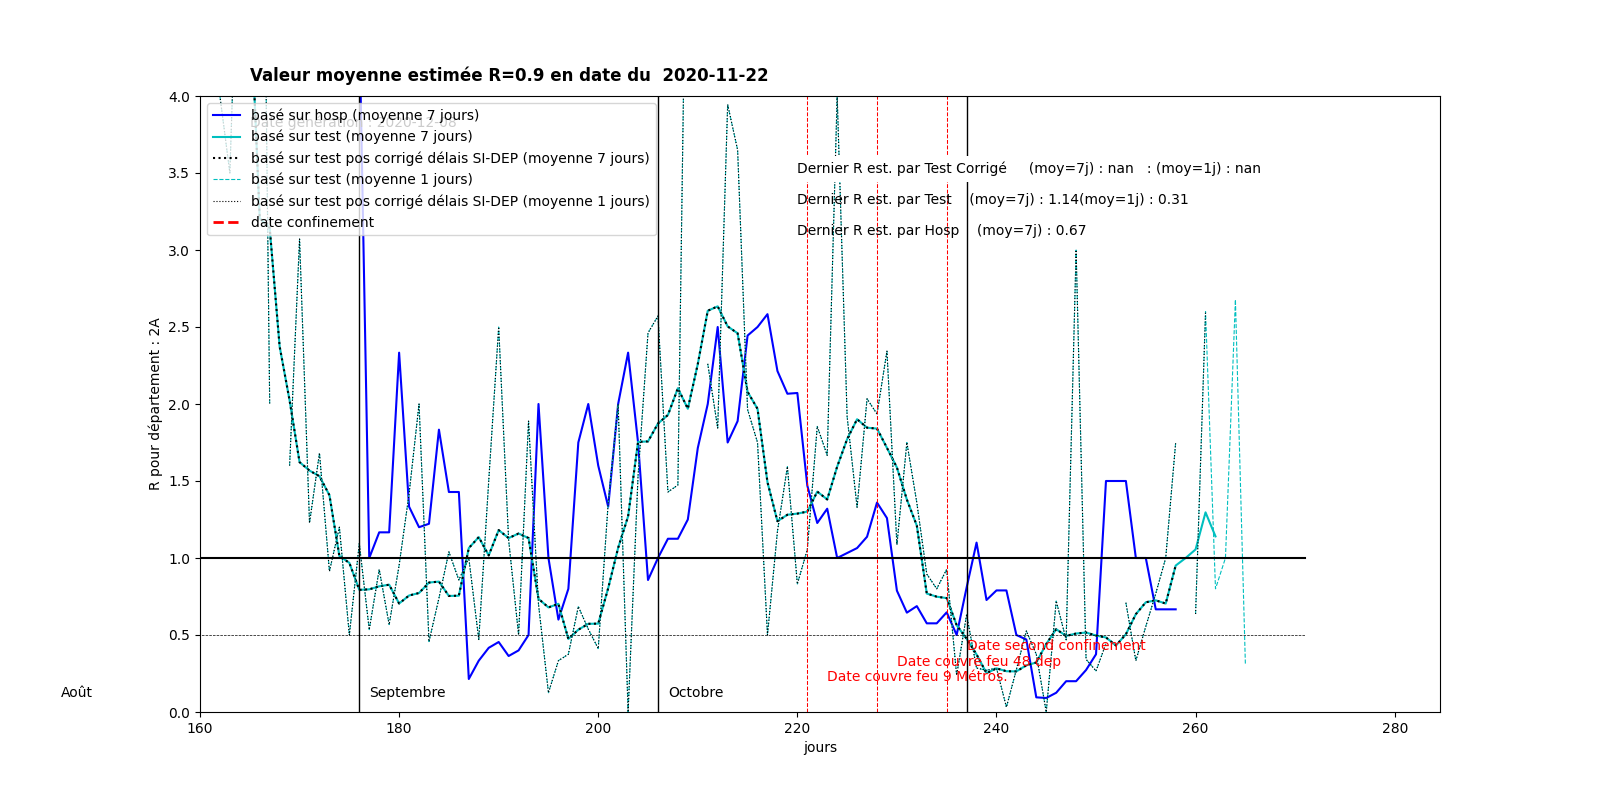 Valeur moyenne estimée R=0.9 en date du  2020-11-22
basé sur hosp (moyenne 7 jours)
Date génération : 2020-12-08
basé sur test (moyenne 7 jours)
basé sur test pos corrigé délais SI-DEP (moyenne 7 jours)
basé sur test (moyenne 1 jours)
basé sur test pos corrigé délais SI-DEP (moyenne 1 jours)
date confinement
Dernier R est. par Test Corrigé    (moy=7j) : nan   : (moy=1j) : nan
Dernier R est. par Test    (moy=7j) : 1.14(moy=1j) : 0.31
Dernier R est. par Hosp    (moy=7j) : 0.67
R pour département : 2A
4.0
3.5
3.0
2.5
2.0
1.5
1.0
0.5
0.0
Date second confinement
Date couvre feu 48 dep
Date couvre feu 9 Métros.
Août
Septembre
Octobre
160 180 200 220 240 260 280
jours